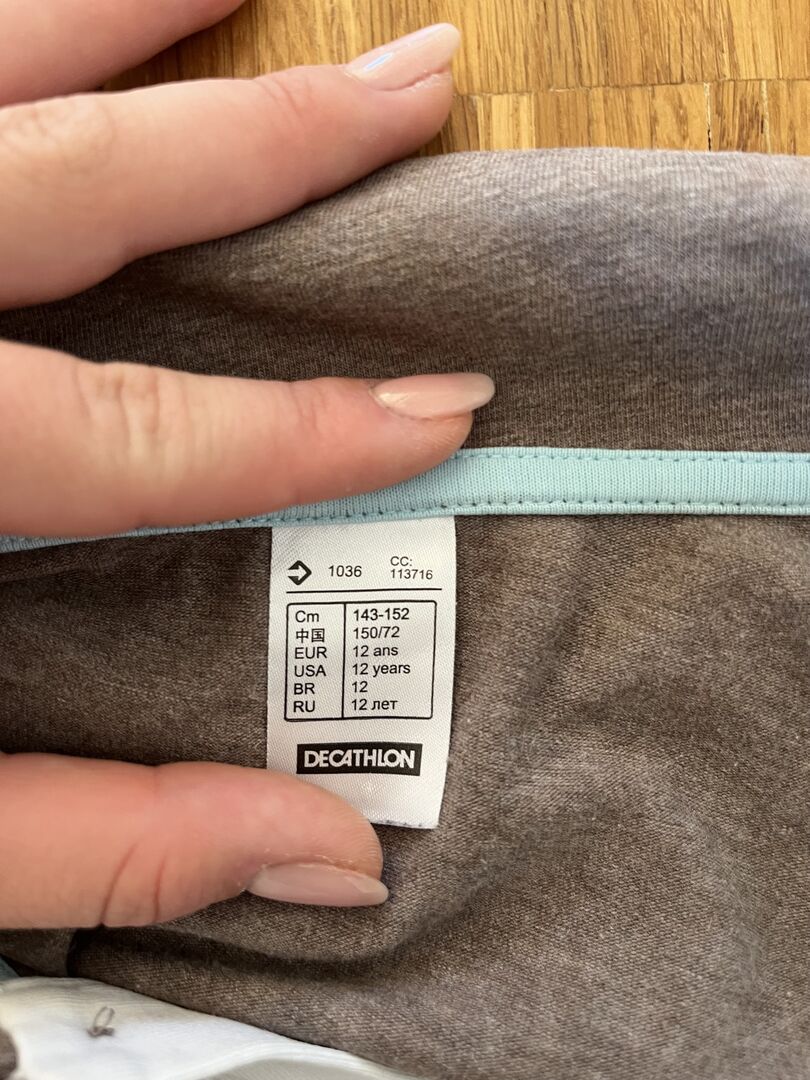 1036 CC: 113716
Cm 143-152
中国 150/72
EUR 12 ans
USA 12 years
BR 12
RU 12 лет
DECATHLON